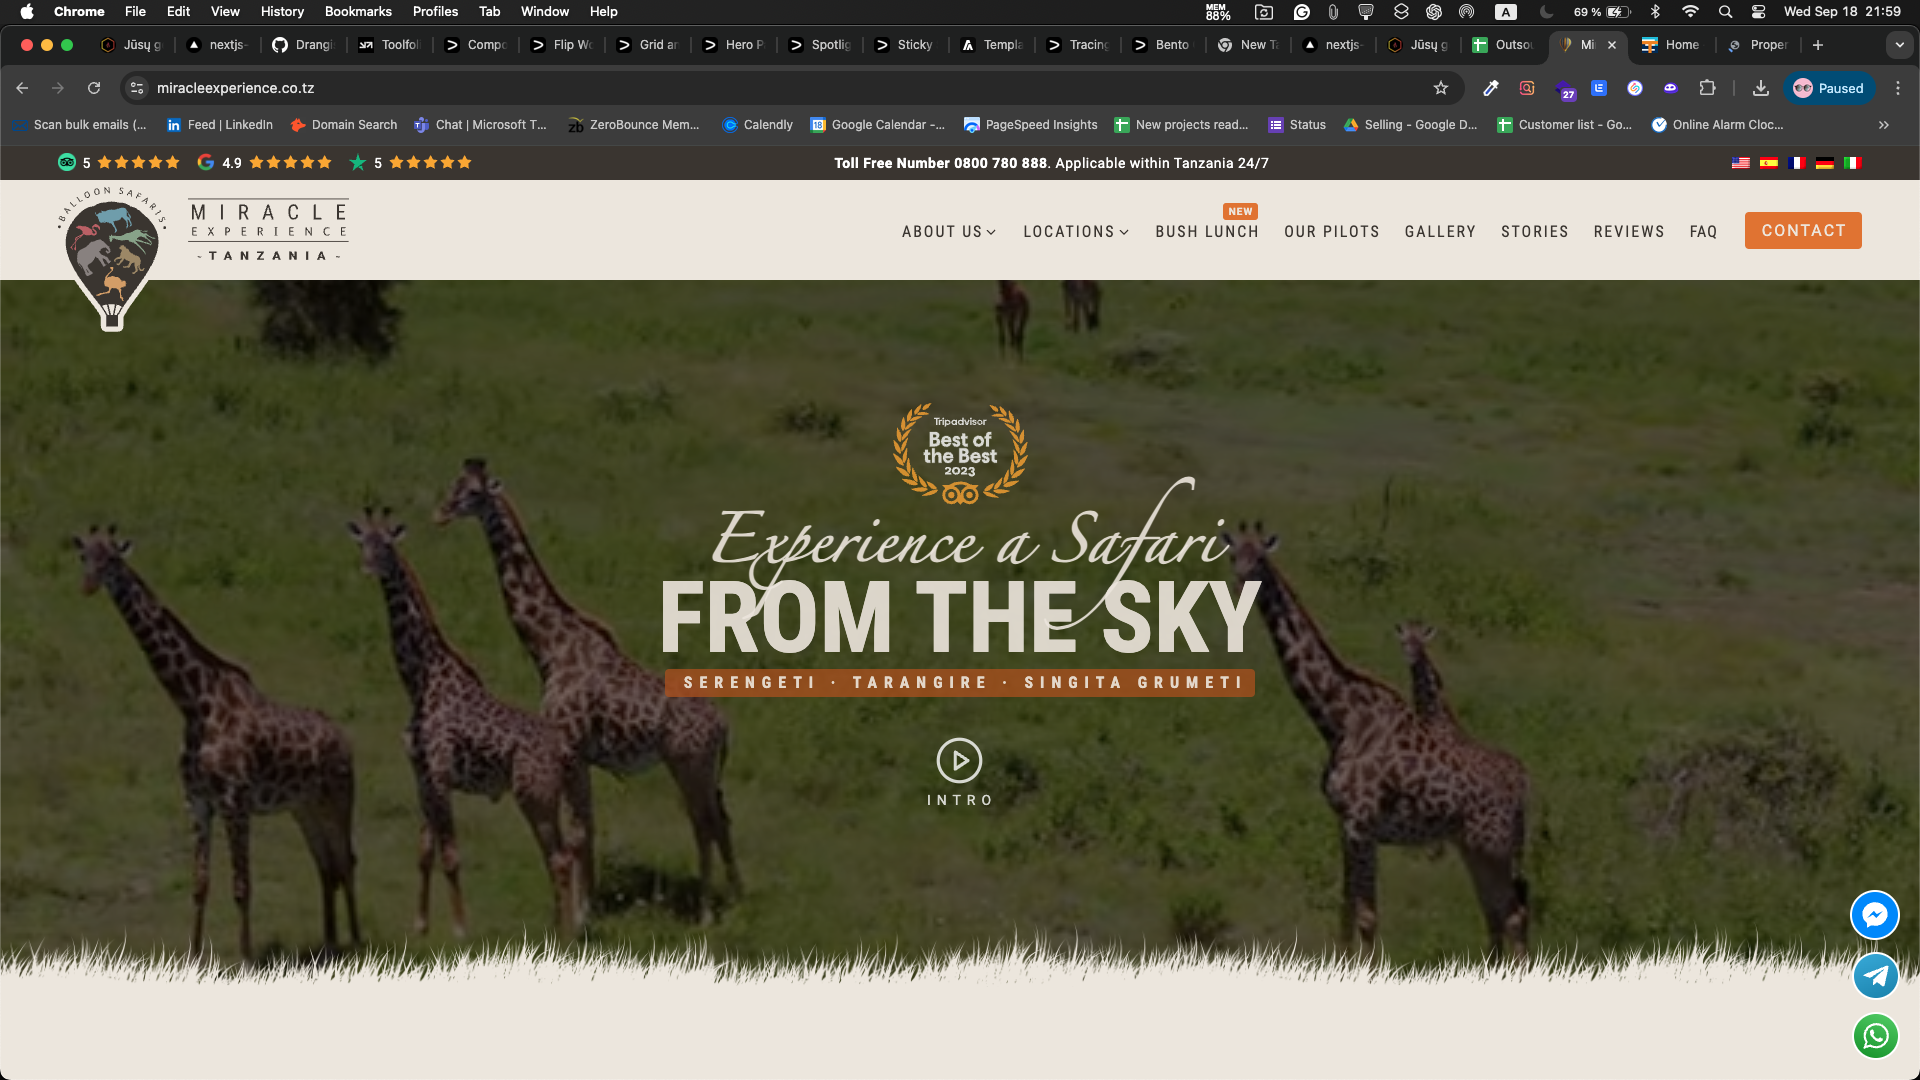 Chrome File Edit View History Bookmarks Profiles Tab Window Help MEM 88% A 69 % Wed Sep 18 21:59
Jūsų g nextjs- Drangi Toolfol Compo Flip Wo Grid an Hero P Spotlig Sticky Templa Tracing Bento New Ta nextjs- Jūsų g Outsou Mi Home Proper
miracleexperience.co.tz 27 Paused
Scan bulk emails (... Feed | LinkedIn Domain Search Chat | Microsoft T... ZeroBounce Mem... Calendly Google Calendar -... PageSpeed Insights New projects read... Status Selling - Google D... Customer list - Go... Online Alarm Cloc...
5 4.9 5 Toll Free Number 0800 780 888. Applicable within Tanzania 24/7
BALLOON SAFARIS
MIRACLE
EXPERIENCE
- TANZANIA -
NEW
ABOUT US LOCATIONS BUSH LUNCH OUR PILOTS GALLERY STORIES REVIEWS FAQ CONTACT
Tripadvisor
Best of
the Best
2023
Experience a Safari
FROM THE SKY
SERENGETI · TARANGIRE · SINGITA GRUMETI
INTRO